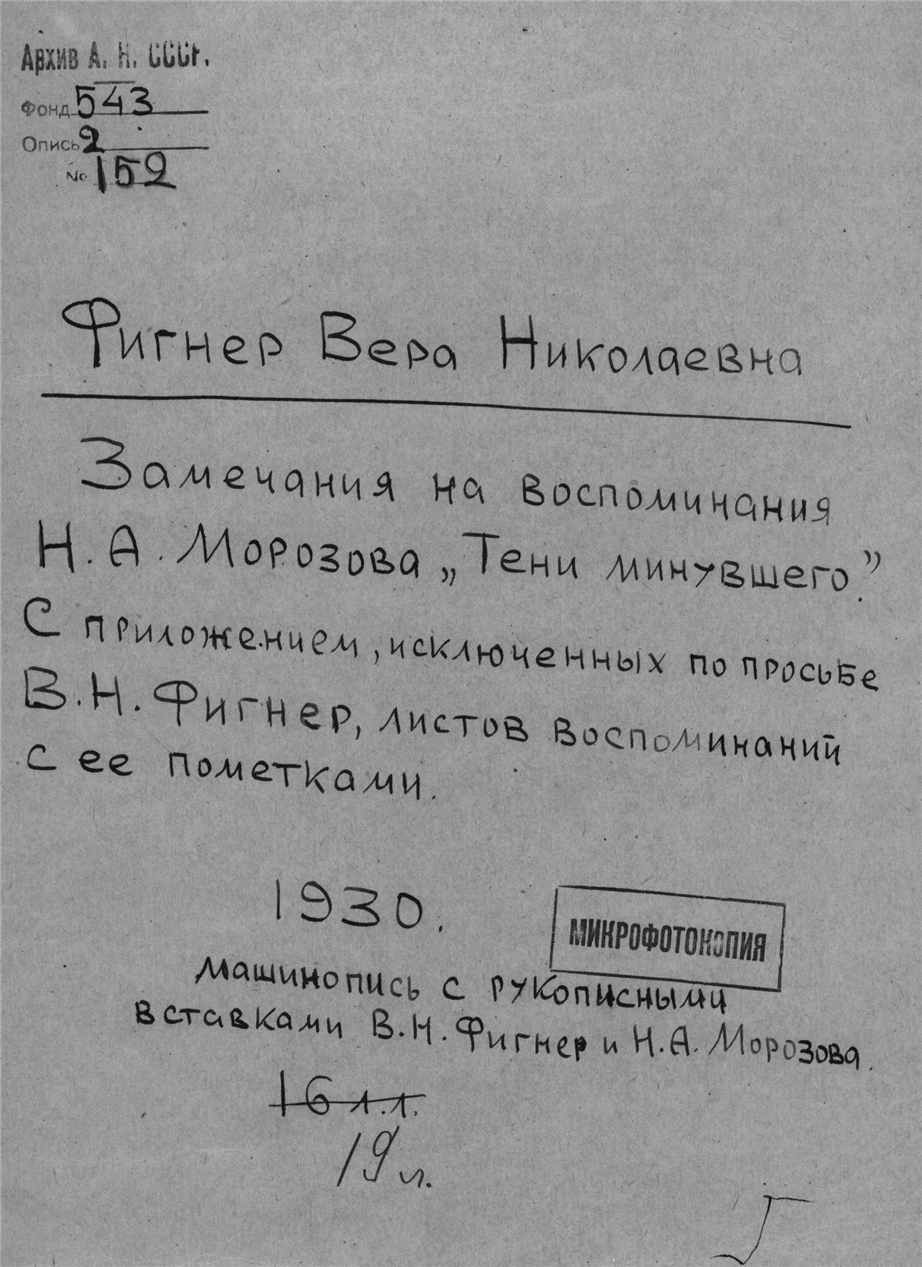 Архив А. Н. СССР.
Фонд 543
Опись 2
№ 152
Фигнер Вера Николаевна
Замечания на воспоминания
Н. А. Морозова „Тени минувшего."
С приложением, исключенных по просьбе
В. Н. Фигнер, листов воспоминаний
с ее пометками.
1930.
МИКРОФОТОКОПИЯ
машинопись с рукописными
вставками В. Н. Фигнер и Н. А. Морозова.
16 л.л.
19 л.